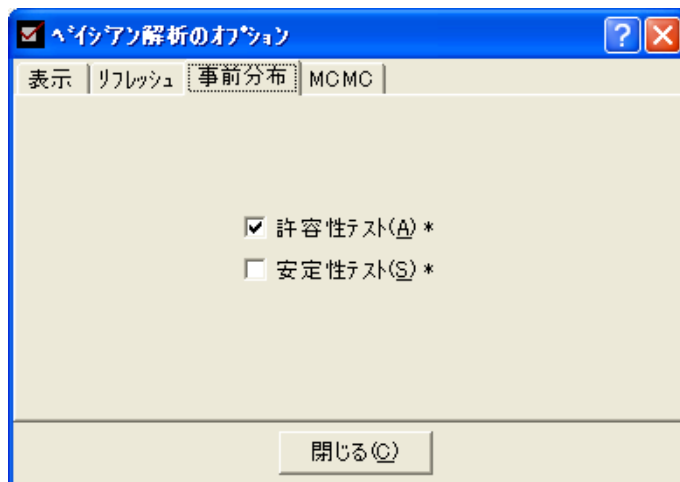 ベイジアン解析のオプション
表示 リフレッシュ 事前分布 MCMC
許容性テスト(A) *
安定性テスト(S) *
閉じる(C)